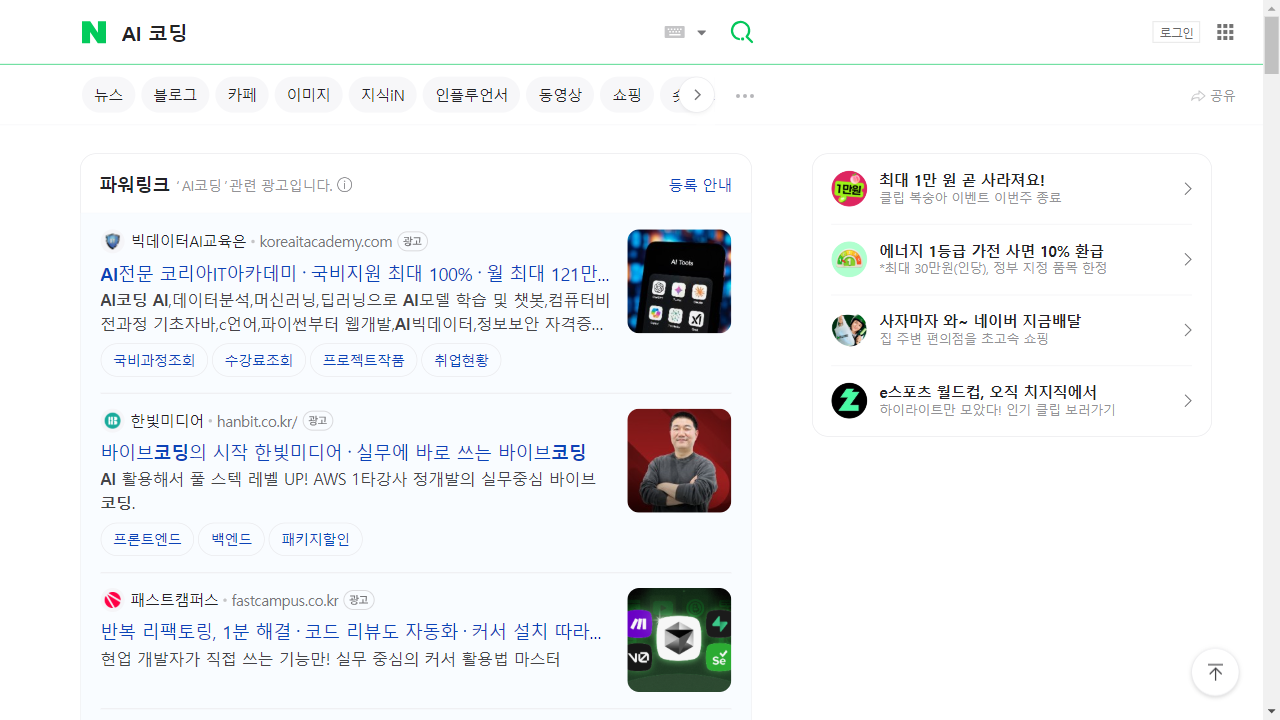 AI 코딩
로그인
뉴스
블로그
카페
이미지
지식iN
인플루언서
동영상
쇼핑
공유
파워링크 'AI코딩' 관련 광고입니다.
등록 안내
빅데이터AI교육은 koreaitacademy.com 광고
AI전문 코리아IT아카데미 · 국비지원 최대 100% · 월 최대 121만...
AI코딩 AI,데이터분석,머신러닝,딥러닝으로 AI모델 학습 및 챗봇,컴퓨터비
전과정 기초자바,c언어,파이썬부터 웹개발,AI빅데이터,정보보안 자격증...
국비과정조회
수강료조회
프로젝트작품
취업현황
AI Tools
한빛미디어 hanbit.co.kr/ 광고
바이브코딩의 시작 한빛미디어 · 실무에 바로 쓰는 바이브코딩
AI 활용해서 풀 스텍 레벨 UP! AWS 1타강사 정개발의 실무중심 바이브
코딩.
프론트엔드
백엔드
패키지할인
패스트캠퍼스 fastcampus.co.kr 광고
반복 리팩토링, 1분 해결 · 코드 리뷰도 자동화 · 커서 설치 따라...
현업 개발자가 직접 쓰는 기능만! 실무 중심의 커서 활용법 마스터
V0
Se
1만원
최대 1만 원 곧 사라져요!
클립 복숭아 이벤트 이번주 종료
에너지 1등급 가전 사면 10% 환급
*최대 30만원(인당), 정부 지정 품목 한정
사자마자 와~ 네이버 지금배달
집 주변 편의점을 초고속 쇼핑
e스포츠 월드컵, 오직 치지직에서
하이라이트만 모았다! 인기 클립 보러가기